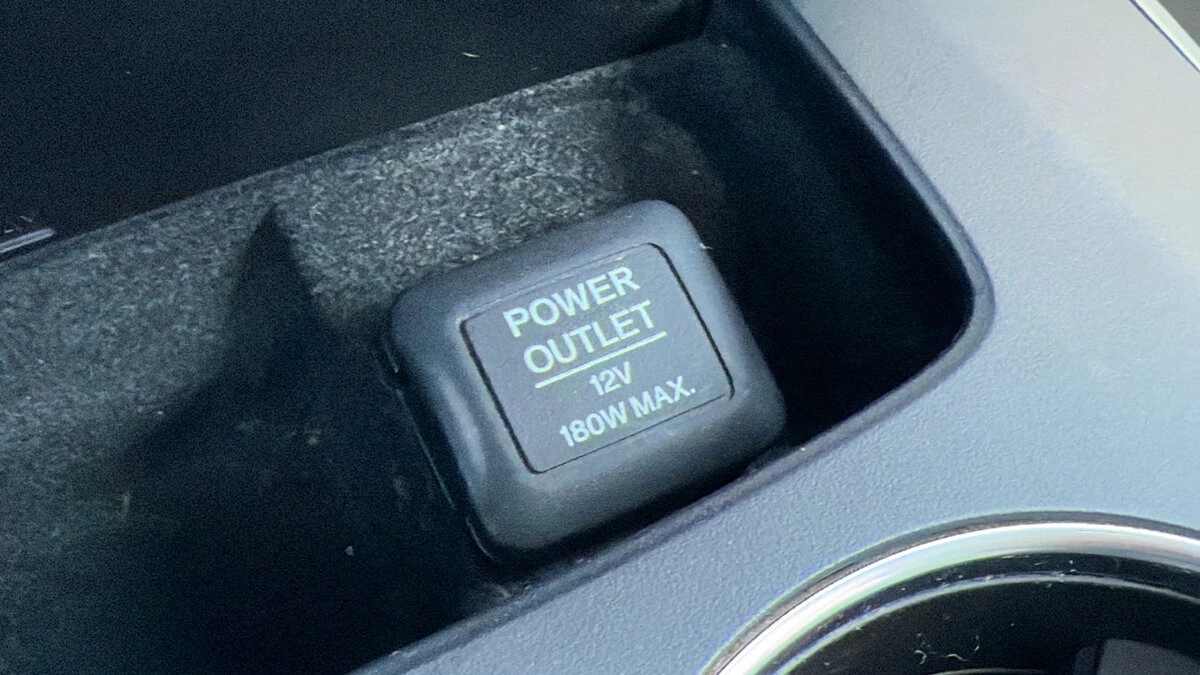 POWER
OUTLET
12V
180W MAX.